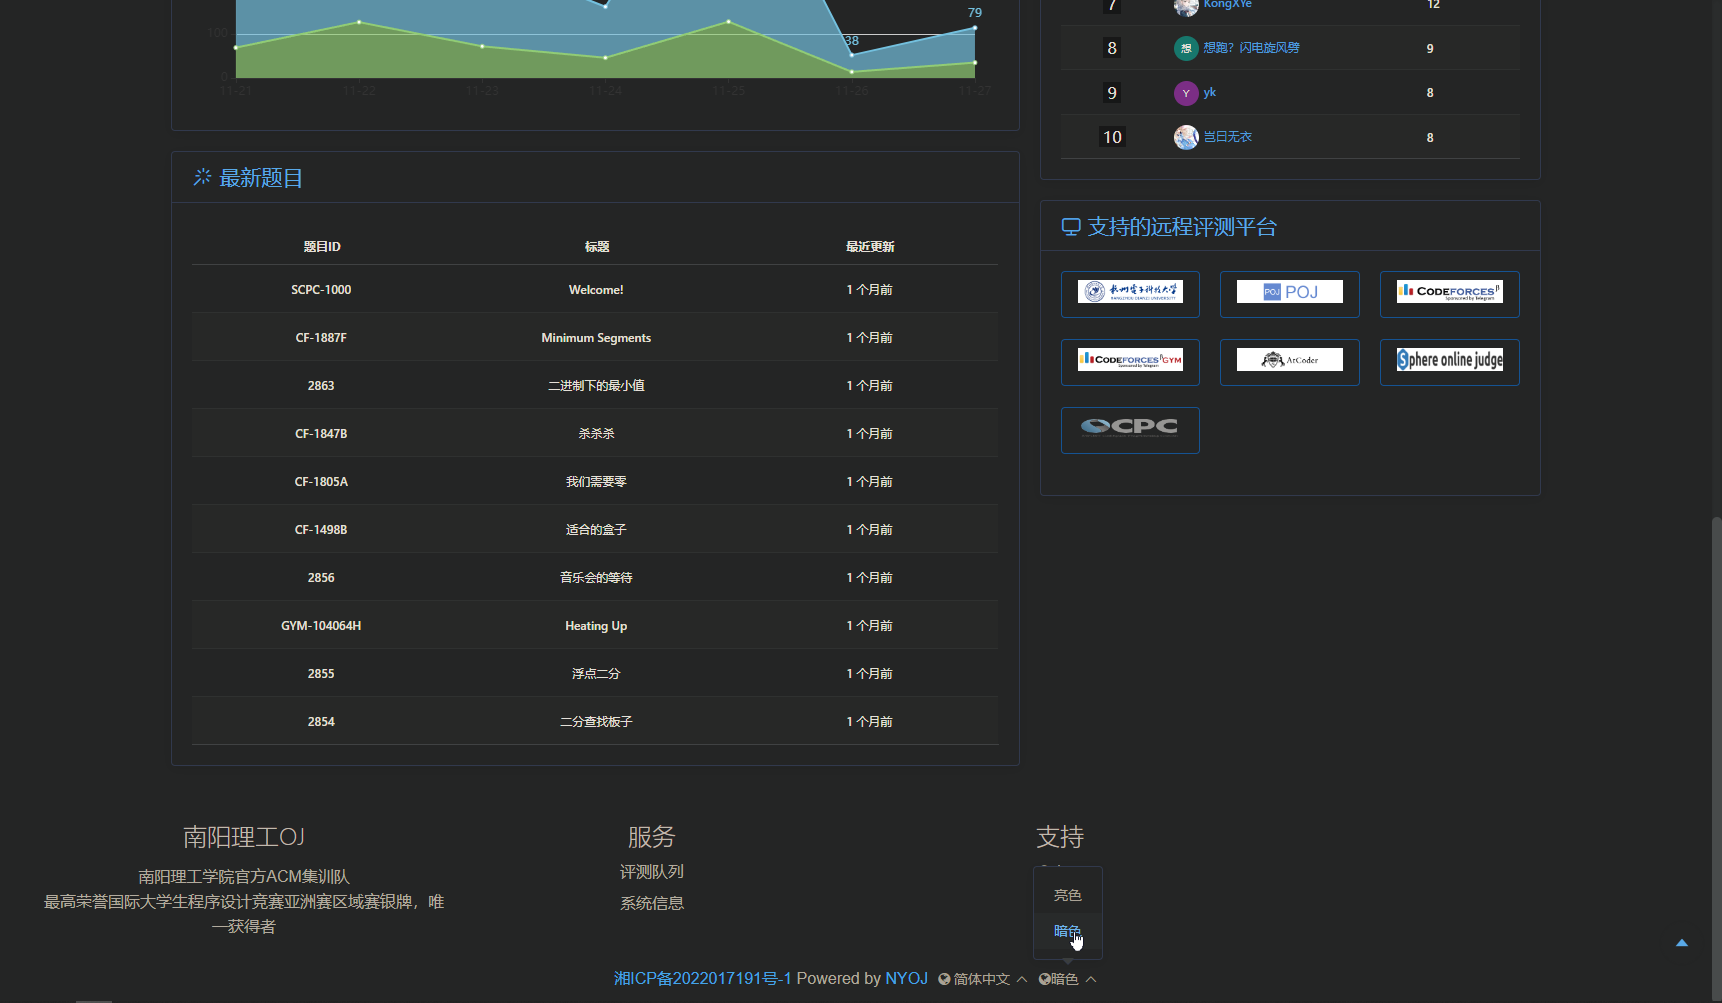 79
38
100
0
11-21 11-22 11-23 11-24 11-25 11-26 11-27
7 KongXYe 12
8 想 想跑？闪电旋风劈 9
9 Y yk 8
10 岂曰无衣 8
最新题目
题目ID 标题 最近更新
SCPC-1000 Welcome! 1 个月前
CF-1887F Minimum Segments 1 个月前
2863 二进制下的最小值 1 个月前
CF-1847B 杀杀杀 1 个月前
CF-1805A 我们需要零 1 个月前
CF-1498B 适合的盒子 1 个月前
2856 音乐会的等待 1 个月前
GYM-104064H Heating Up 1 个月前
2855 浮点二分 1 个月前
2854 二分查找板子 1 个月前
支持的远程评测平台
杭州电子科技大学
HANGZHOU DIANZI UNIVERSITY
POJ POJ
CODEFORCES β
Sponsored by Telegram
CODEFORCES β GYM
Sponsored by Telegram
AtCoder
Sphere online judge
CPC
南阳理工OJ
南阳理工学院官方ACM集训队
最高荣誉国际大学生程序设计竞赛亚洲赛区域赛银牌，唯
一获得者
服务
评测队列
系统信息
支持
亮色
暗色
湘ICP备2022017191号-1 Powered by NYOJ 简体中文 暗色